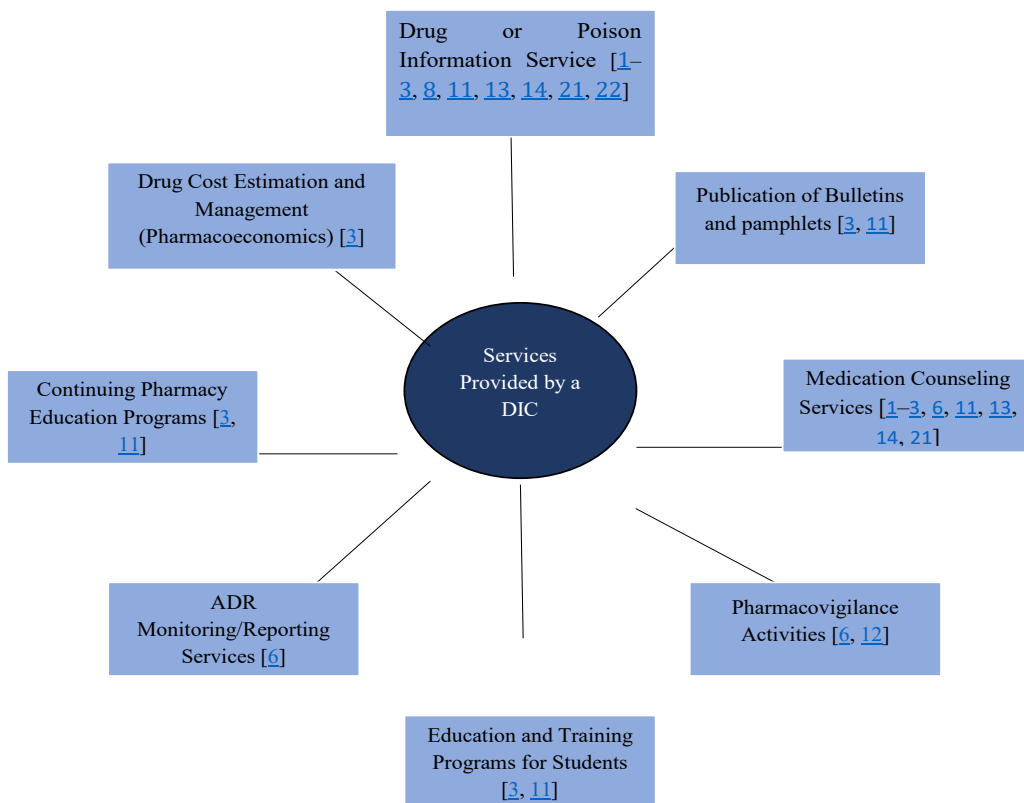 Drug or Poison
Information Service [1–
3, 8, 11, 13, 14, 21, 22]
Drug Cost Estimation and
Management
(Pharmacoeconomics) [3]
Publication of Bulletins
and pamphlets [3, 11]
Services
Provided by a
DIC
Continuing Pharmacy
Education Programs [3,
11]
Medication Counseling
Services [1–3, 6, 11, 13,
14, 21]
ADR
Monitoring/Reporting
Services [6]
Pharmacovigilance
Activities [6, 12]
Education and Training
Programs for Students
[3, 11]